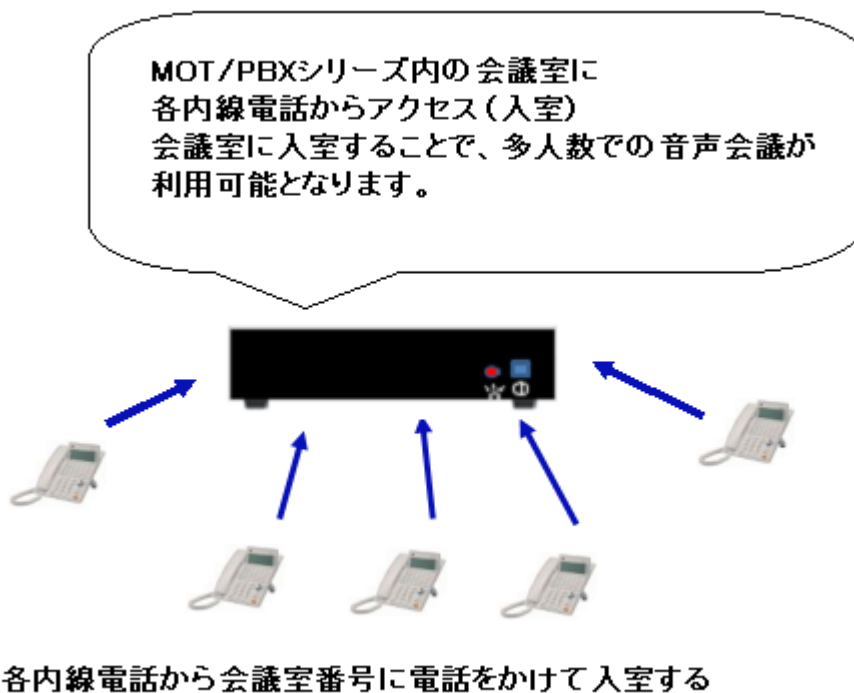 MOT/PBXシリーズ内の会議室に
各内線電話からアクセス(入室)
会議室に入室することで、多人数での音声会議が
利用可能となります。
各内線電話から会議室番号に電話をかけて入室する